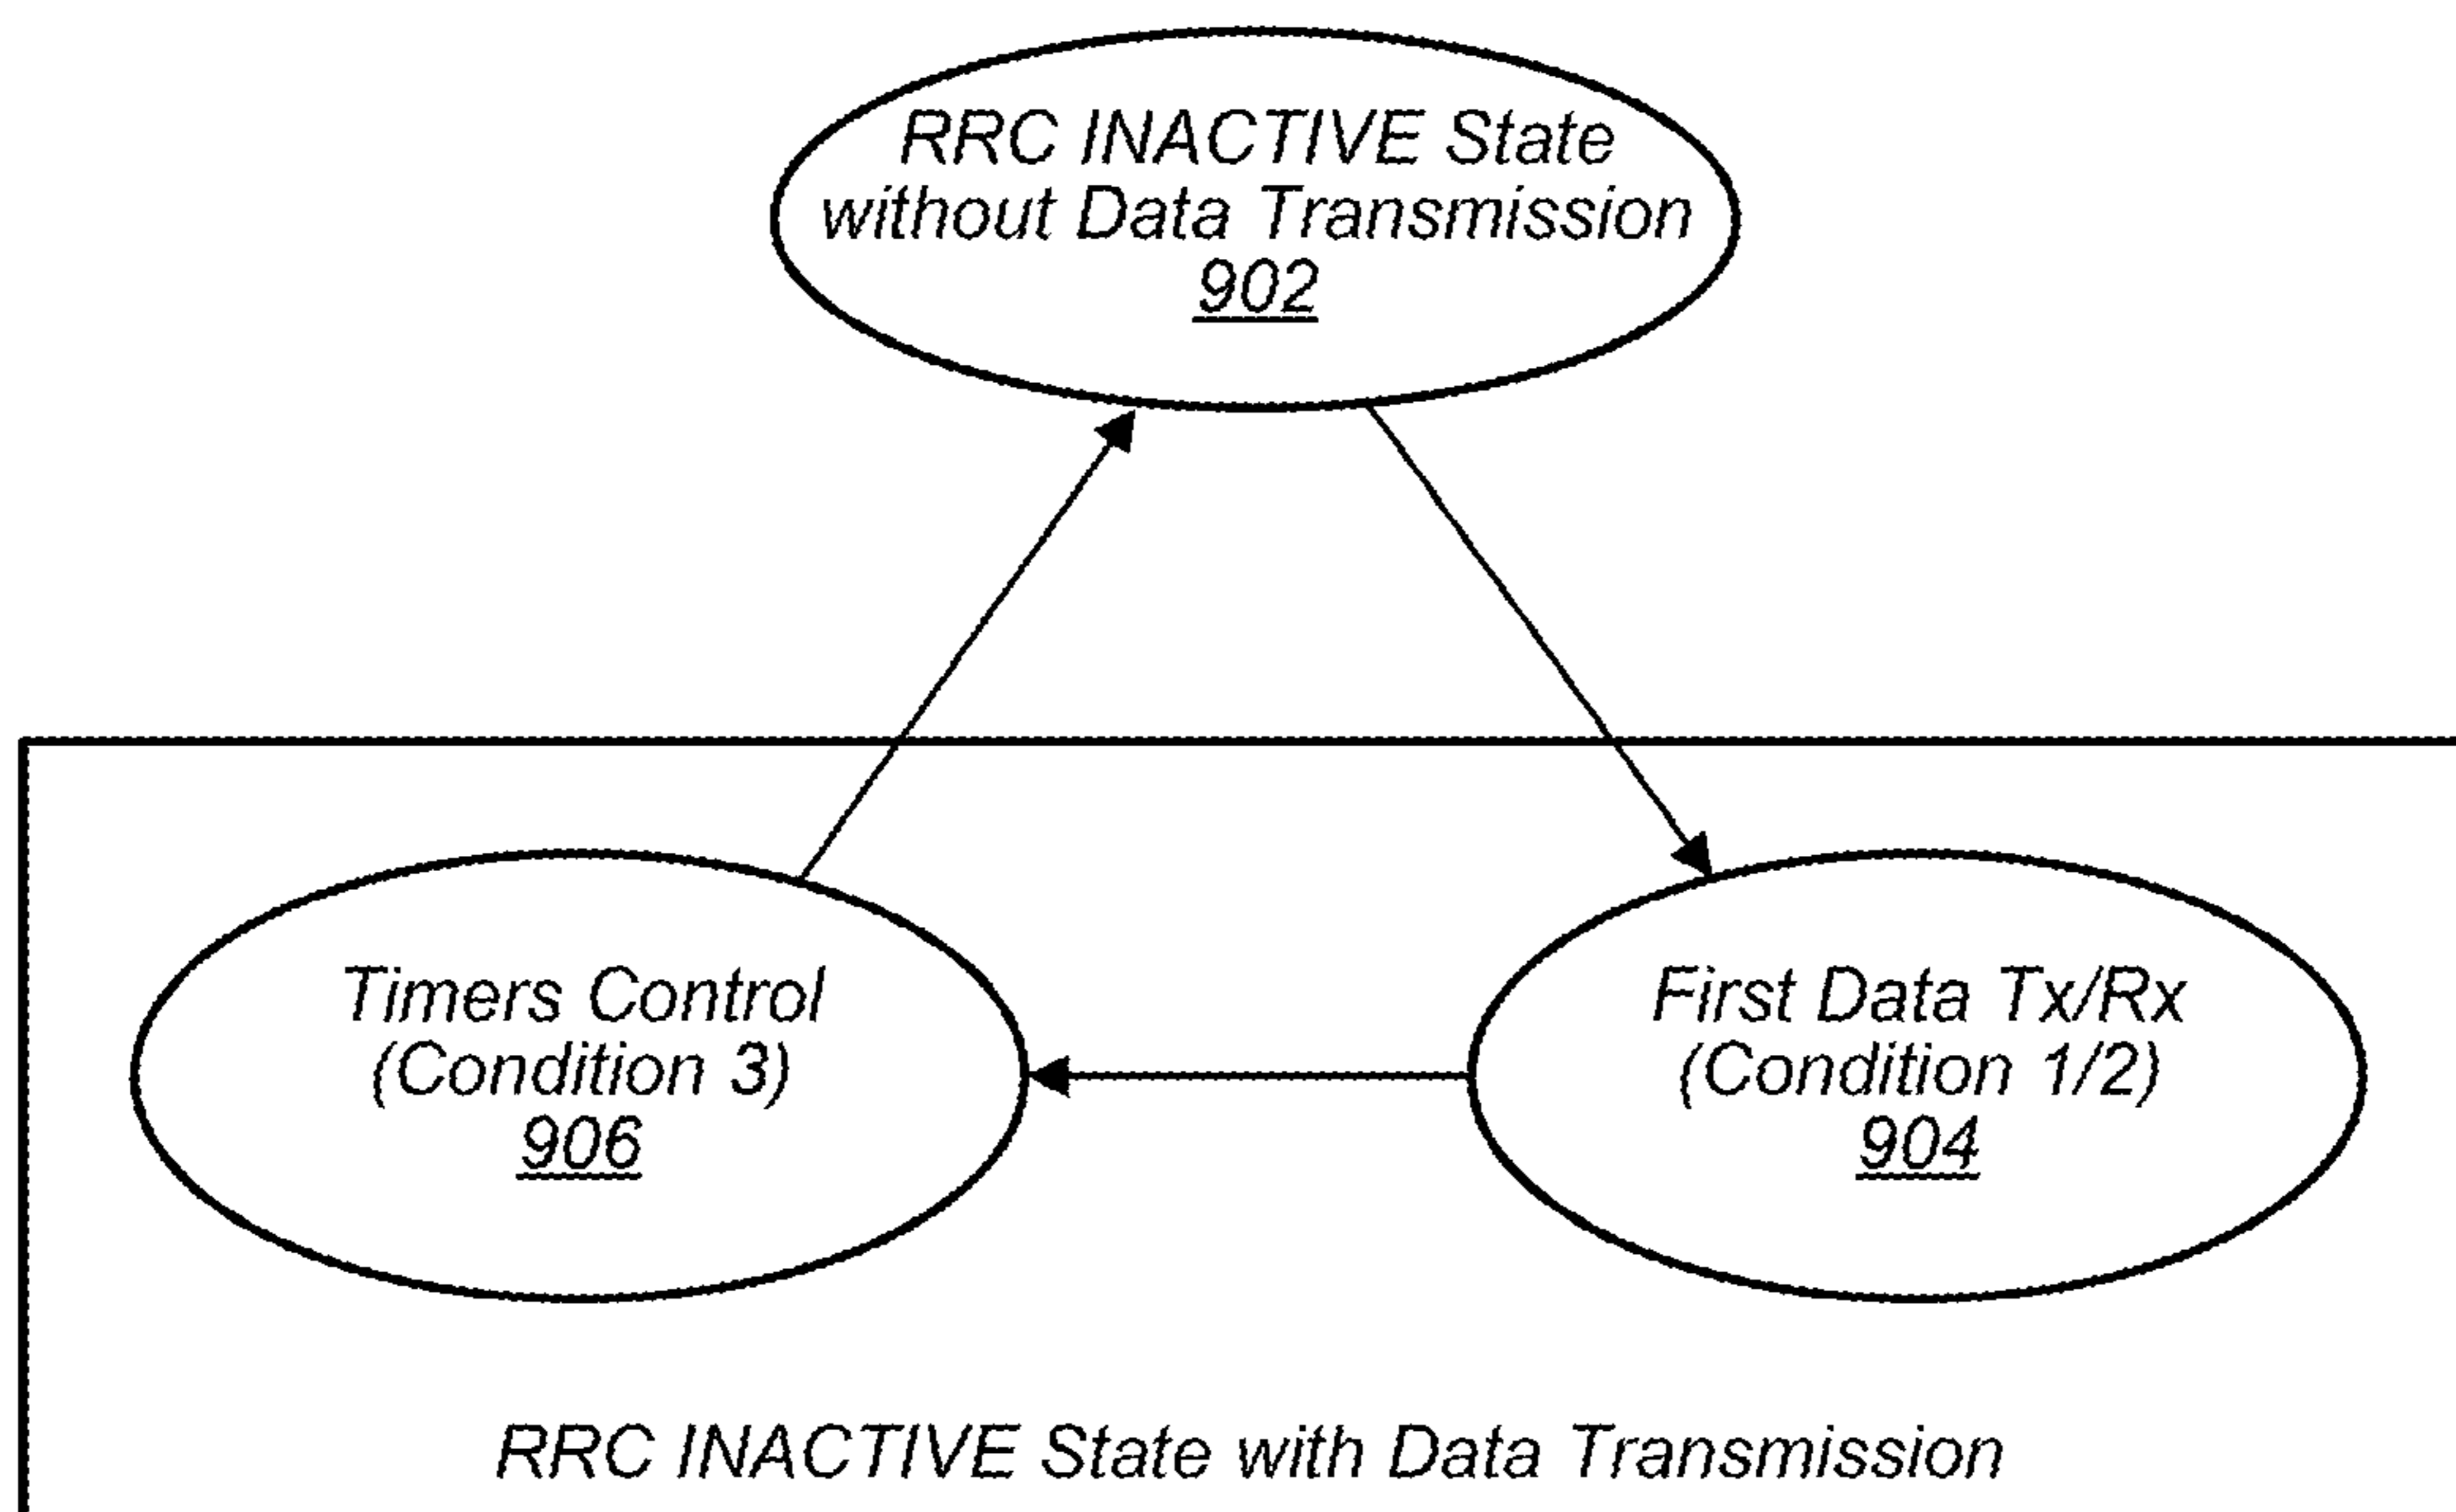 RRC INACTIVE State
without Data Transmission
902
Timers Control
(Condition 3)
906
First Data Tx/Rx
(Condition 1/2)
904
RRC INACTIVE State with Data Transmission